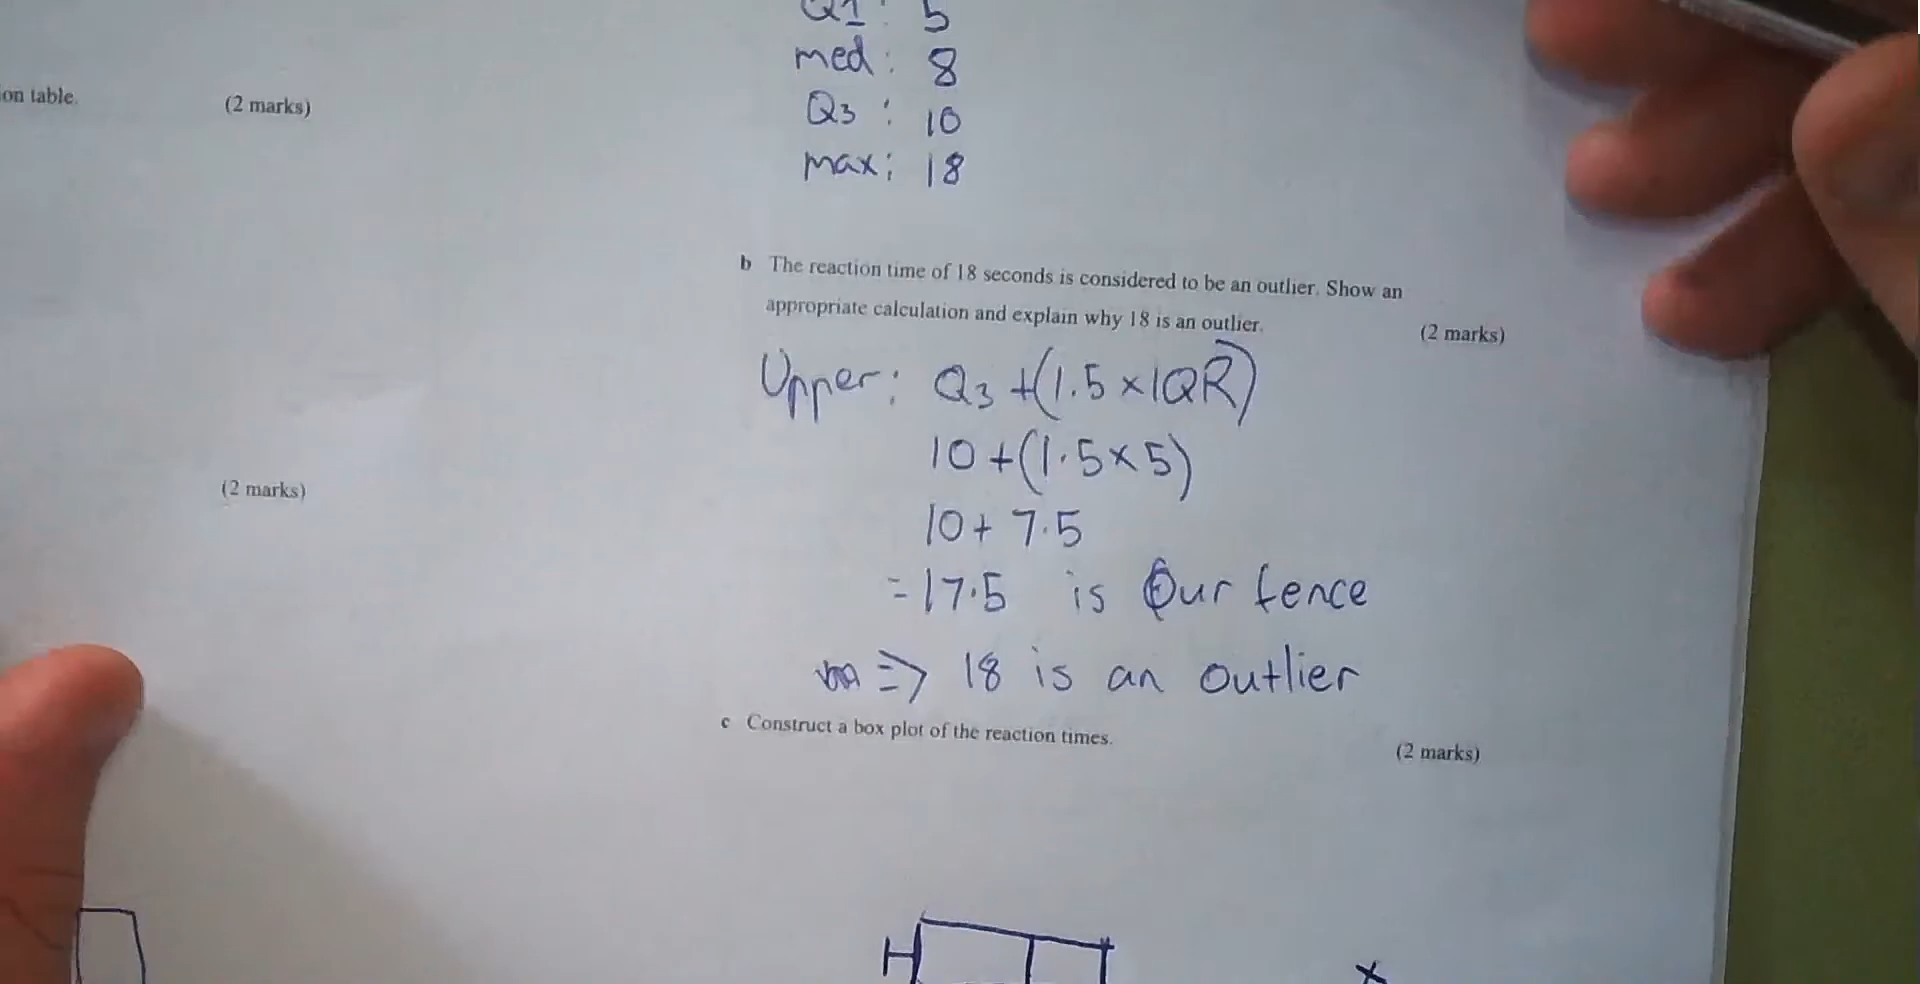 Q1: 5
med: 8
Q3: 10
max: 18
on table.
(2 marks)
b The reaction time of 18 seconds is considered to be an outlier. Show an
appropriate calculation and explain why 18 is an outlier.
(2 marks)
Upper: Q3 +(1.5 × IQR)
10 +(1.5 × 5)
10 + 7.5
= 17.5 is Our fence
⇒ 18 is an outlier
(2 marks)
c Construct a box plot of the reaction times.
(2 marks)